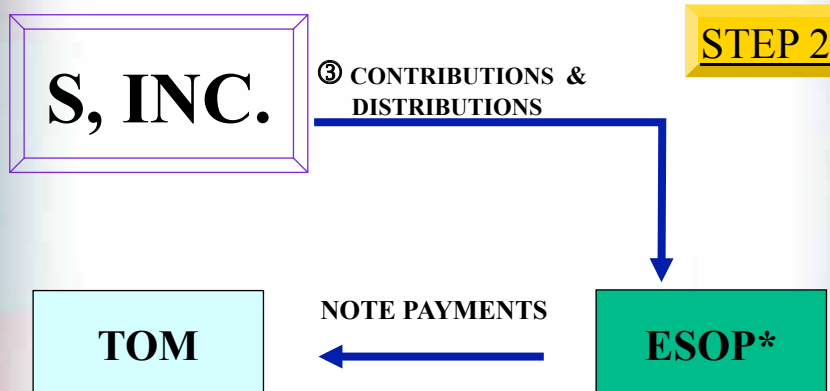 STEP 2
S, INC.
③ CONTRIBUTIONS &
DISTRIBUTIONS
NOTE PAYMENTS
TOM
ESOP*